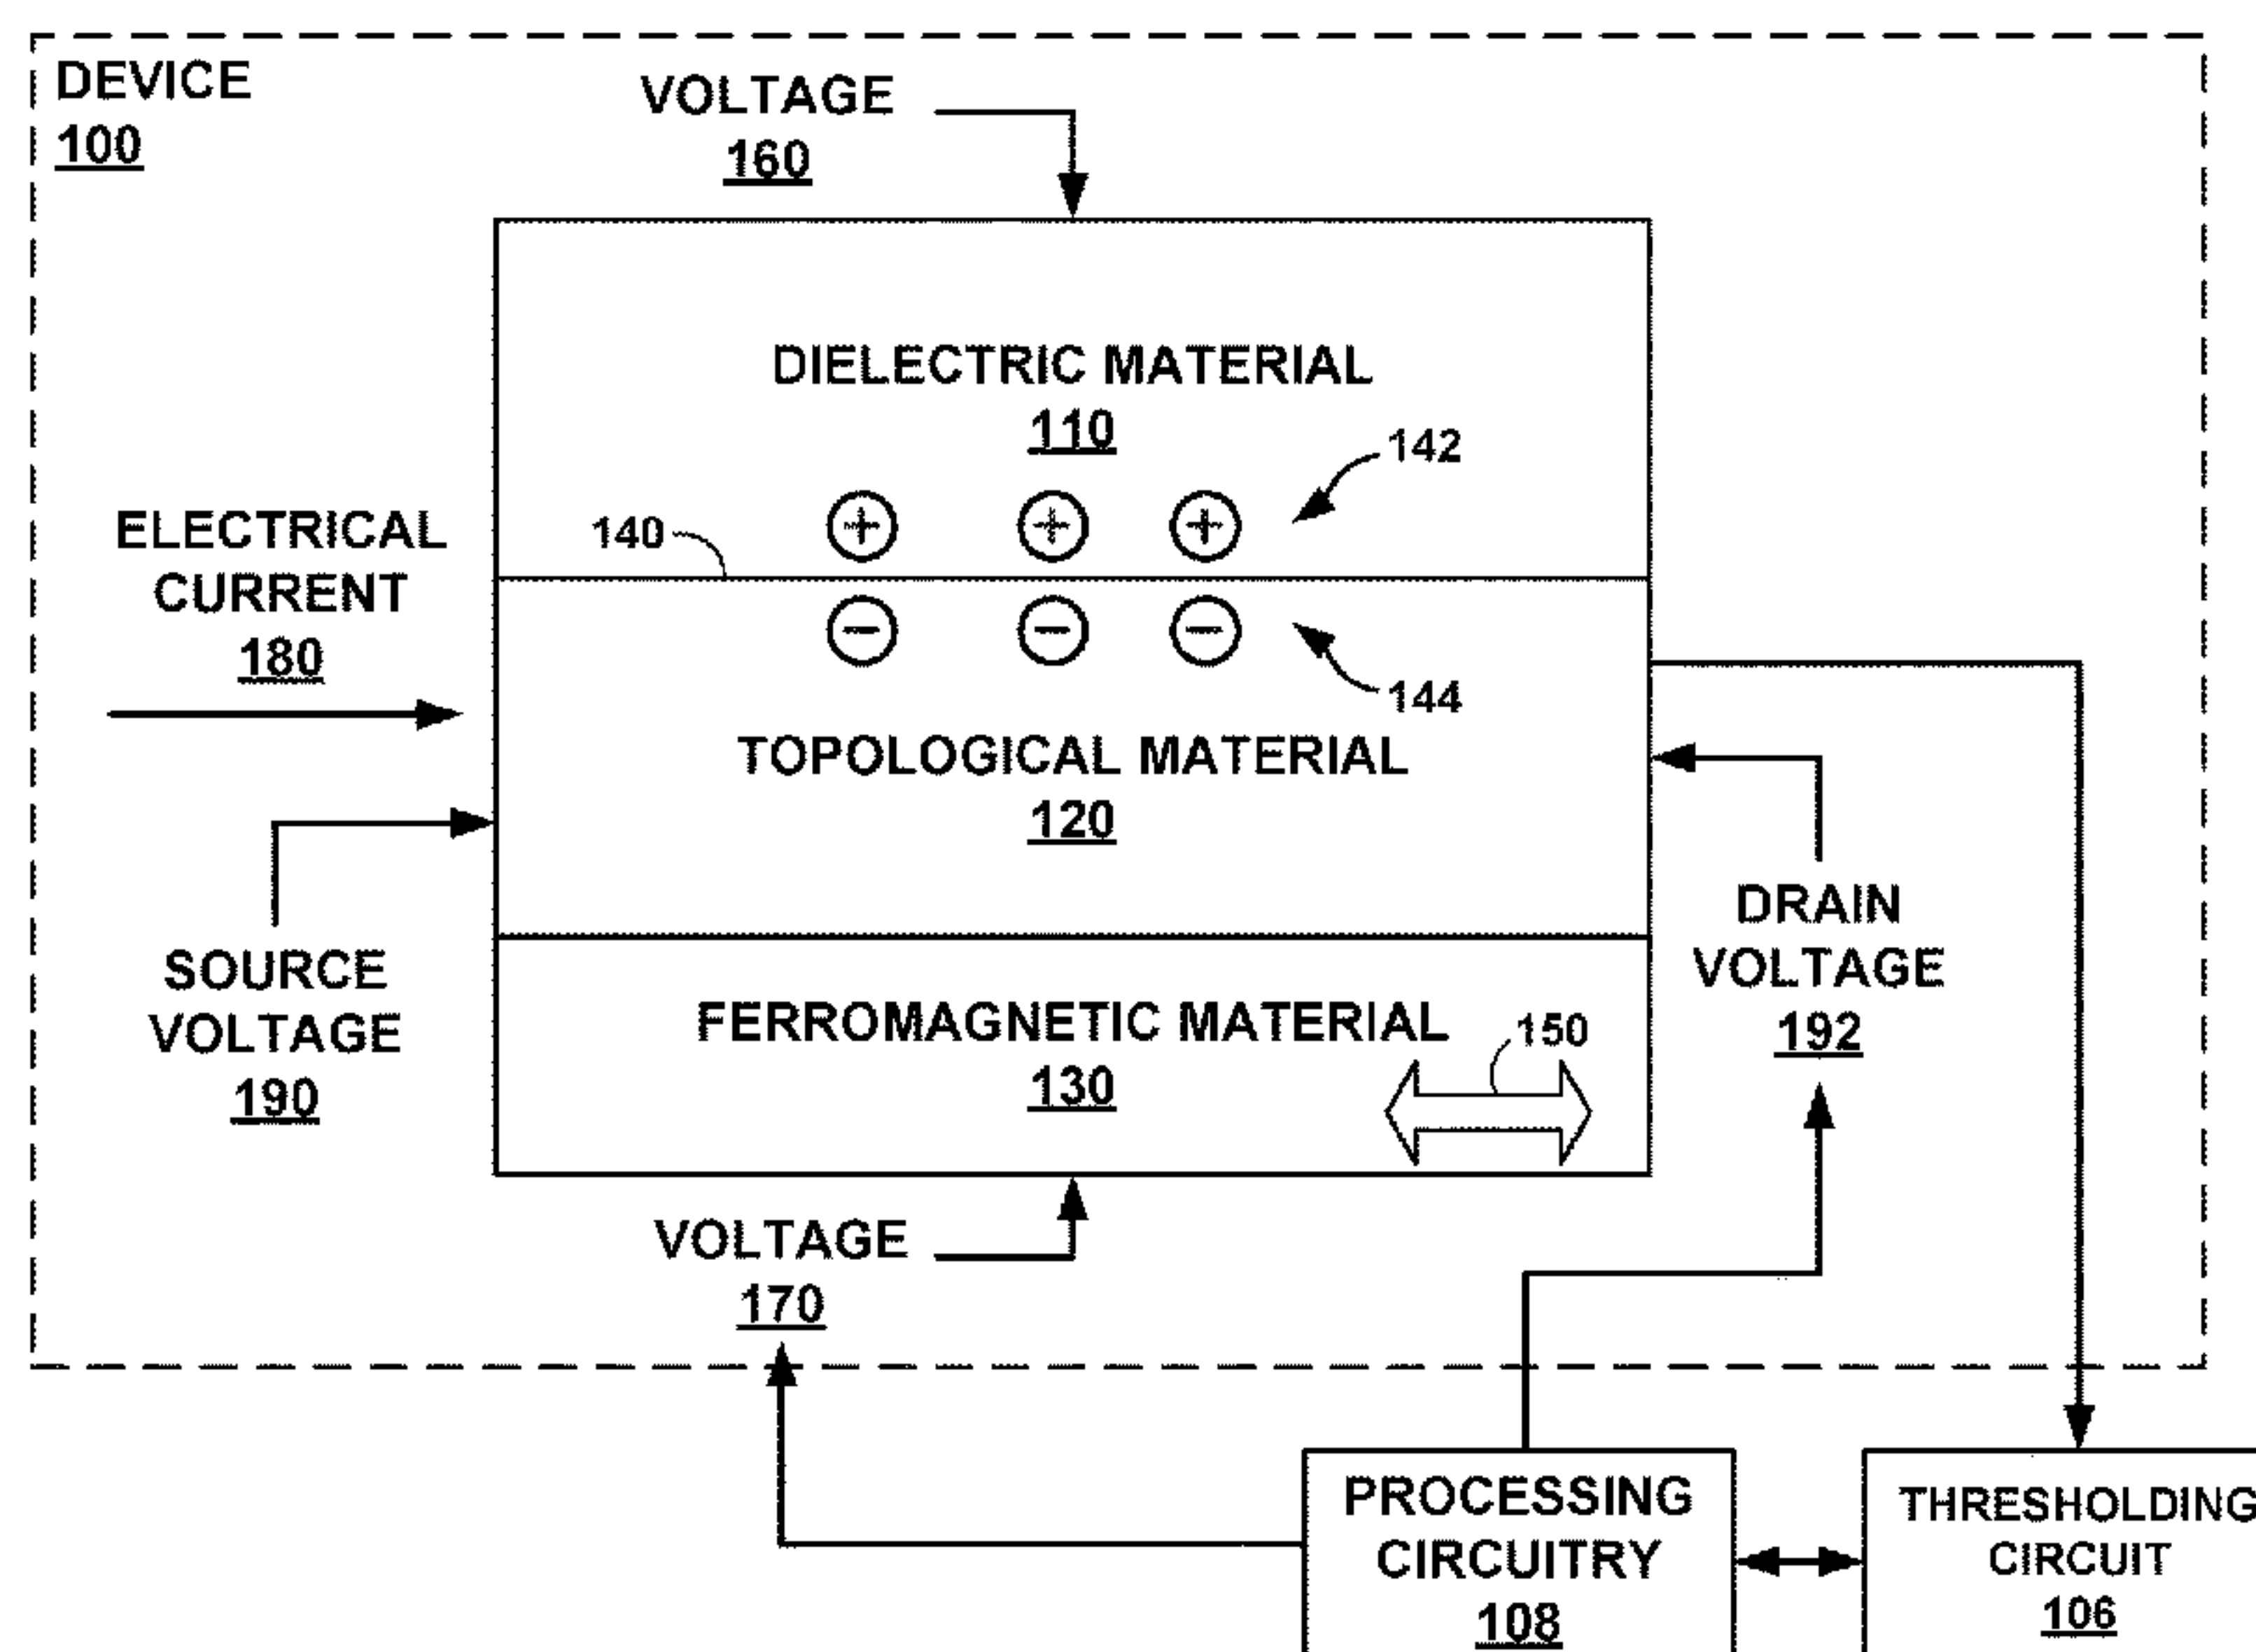 DEVICE
100
VOLTAGE
160
DIELECTRIC MATERIAL
110
142
+ + +
140
ELECTRICAL
CURRENT
180
− − −
144
TOPOLOGICAL MATERIAL
120
SOURCE
VOLTAGE
190
DRAIN
VOLTAGE
192
FERROMAGNETIC MATERIAL
130
150
VOLTAGE
170
PROCESSING
CIRCUITRY
108
THRESHOLDING
CIRCUIT
106